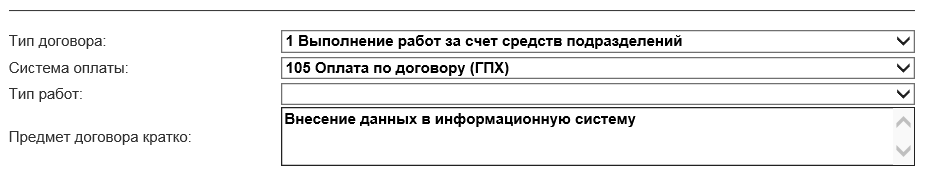 Тип договора: 1 Выполнение работ за счет средств подразделений
Система оплаты: 105 Оплата по договору (ГПХ)
Тип работ:
Предмет договора кратко: Внесение данных в информационную систему